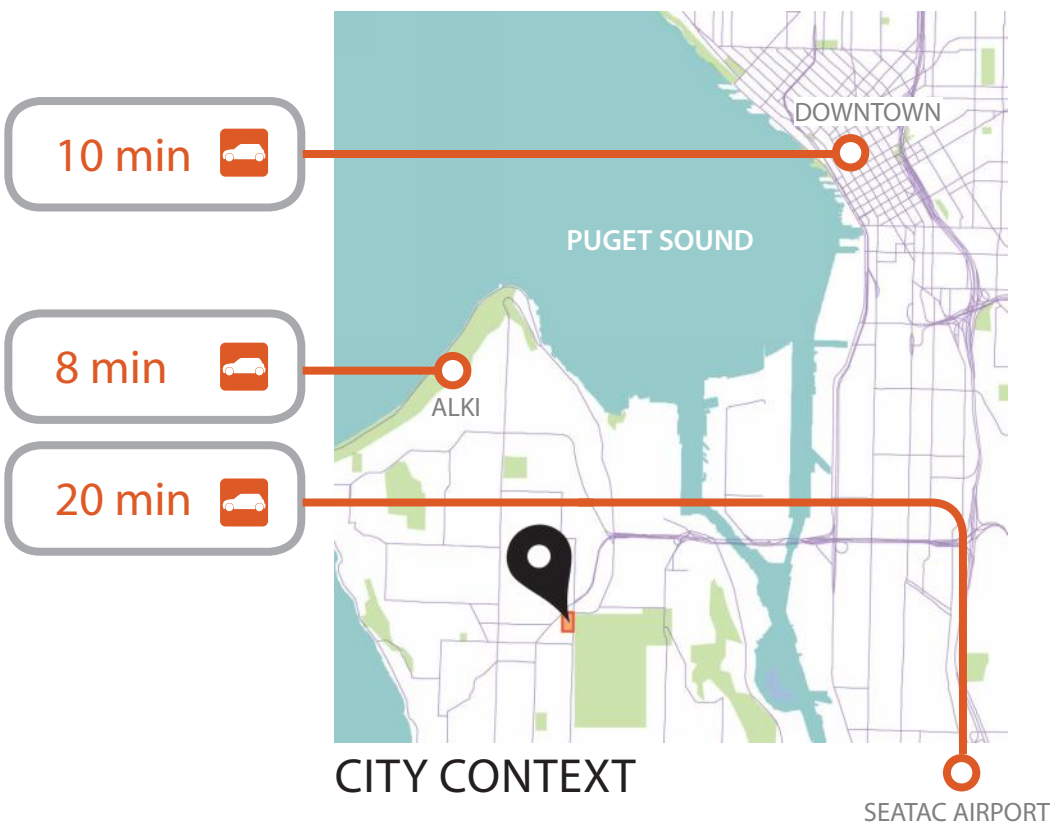 DOWNTOWN
10 min
PUGET SOUND
8 min
ALKI
20 min
CITY CONTEXT
SEATAC AIRPORT